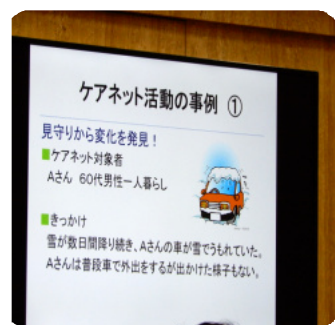 ケアネット活動の事例 ①
見守りから変化を発見！
■ケアネット対象者
Aさん 60代男性一人暮らし
■きっかけ
雪が数日間降り続き、Aさんの車が雪でうもれていた。
Aさんは普段車で外出をするが出かけた様子もない。